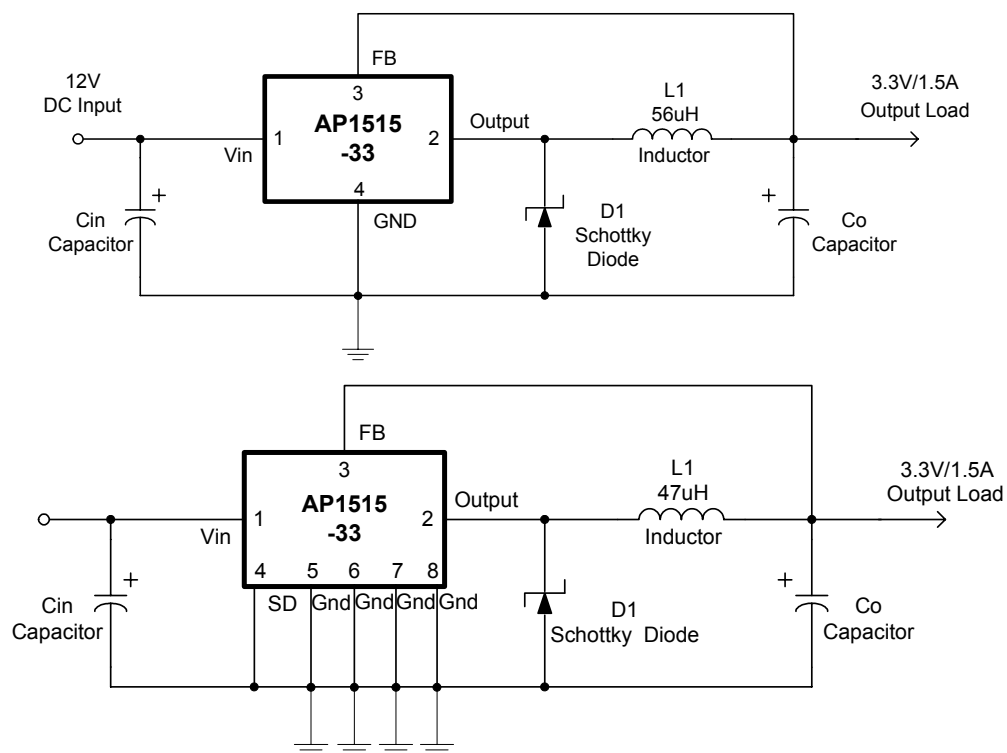 FB
12V
DC Input
3
AP1515
-33
1
2
Vin
4
GND
Output
L1
56uH
Inductor
3.3V/1.5A
Output Load
+
Cin
Capacitor
D1
Schottky
Diode
+
Co
Capacitor
FB
3
AP1515
-33
1
2
Vin
4 5 6 7 8
SD Gnd Gnd Gnd Gnd
Output
L1
47uH
Inductor
3.3V/1.5A
Output Load
+
Cin
Capacitor
D1
Schottky Diode
+
Co
Capacitor